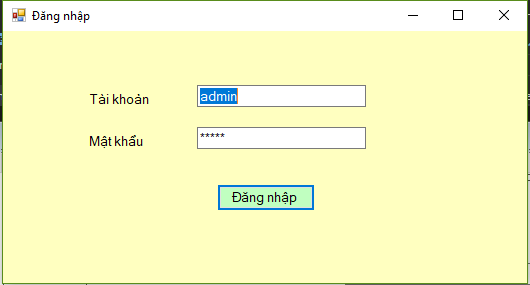 Đăng nhập
Tài khoản admin
Mật khẩu *****
Đăng nhập